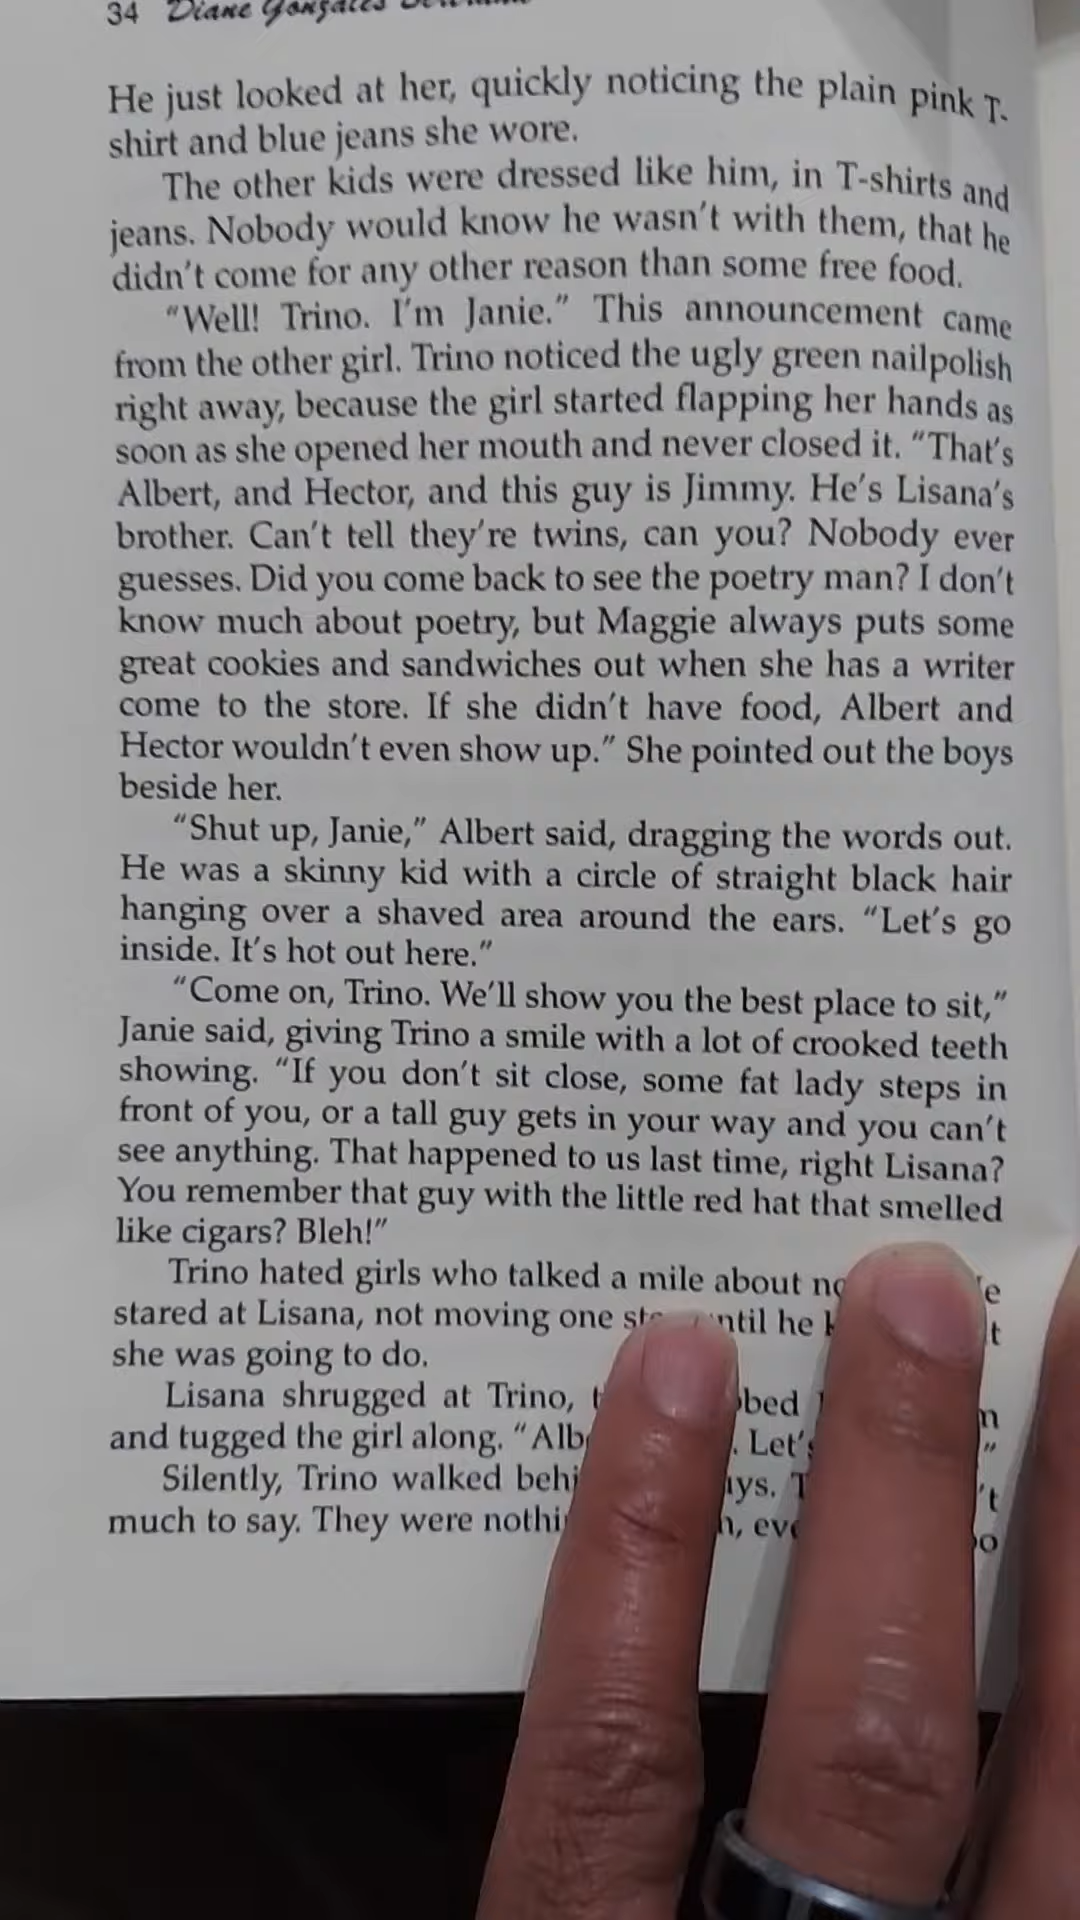 34 Diane Gonzales
He just looked at her, quickly noticing the plain pink T-
shirt and blue jeans she wore.
The other kids were dressed like him, in T-shirts and
jeans. Nobody would know he wasn't with them, that he
didn't come for any other reason than some free food.
"Well! Trino. I'm Janie." This announcement came
from the other girl. Trino noticed the ugly green nailpolish
right away, because the girl started flapping her hands as
soon as she opened her mouth and never closed it. "That's
Albert, and Hector, and this guy is Jimmy. He's Lisana's
brother. Can't tell they're twins, can you? Nobody ever
guesses. Did you come back to see the poetry man? I don't
know much about poetry, but Maggie always puts some
great cookies and sandwiches out when she has a writer
come to the store. If she didn't have food, Albert and
Hector wouldn't even show up." She pointed out the boys
beside her.
"Shut up, Janie," Albert said, dragging the words out.
He was a skinny kid with a circle of straight black hair
hanging over a shaved area around the ears. "Let's go
inside. It's hot out here."
"Come on, Trino. We'll show you the best place to sit,"
Janie said, giving Trino a smile with a lot of crooked teeth
showing. "If you don't sit close, some fat lady steps in
front of you, or a tall guy gets in your way and you can't
see anything. That happened to us last time, right Lisana?
You remember that guy with the little red hat that smelled
like cigars? Bleh!"
Trino hated girls who talked a mile about
stared at Lisana, not moving one until he
she was going to do.
Lisana shrugged at Trino,
and tugged the girl along. " Let's
Silently, Trino walked
much to say. They were